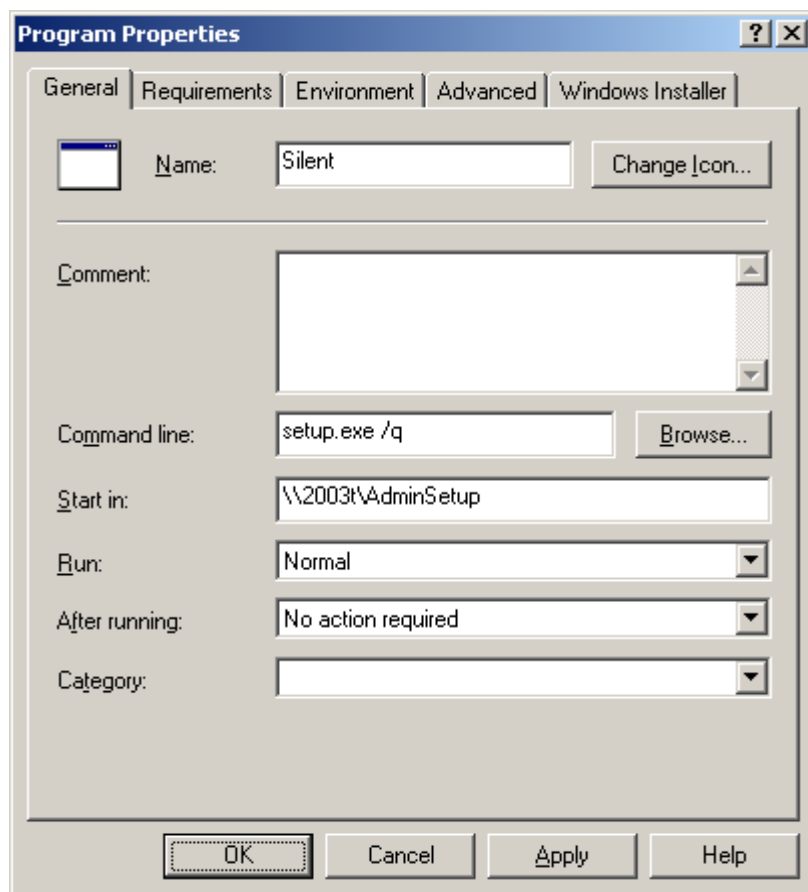 Program Properties
General Requirements Environment Advanced Windows Installer
Name: Silent Change Icon...
Comment:
Command line: setup.exe /q Browse...
Start in: \\2003t\AdminSetup
Run: Normal
After running: No action required
Category:
OK Cancel Apply Help